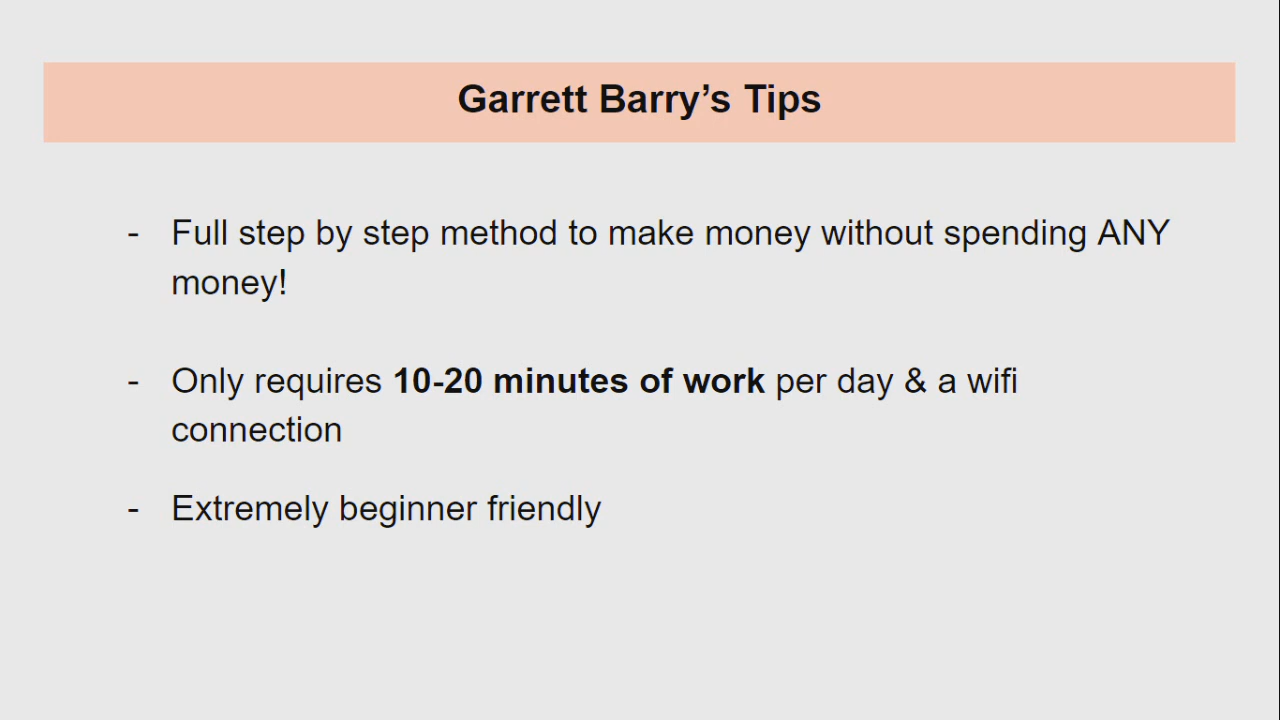 Garrett Barry’s Tips
- Full step by step method to make money without spending ANY
money!
- Only requires 10-20 minutes of work per day & a wifi
connection
- Extremely beginner friendly